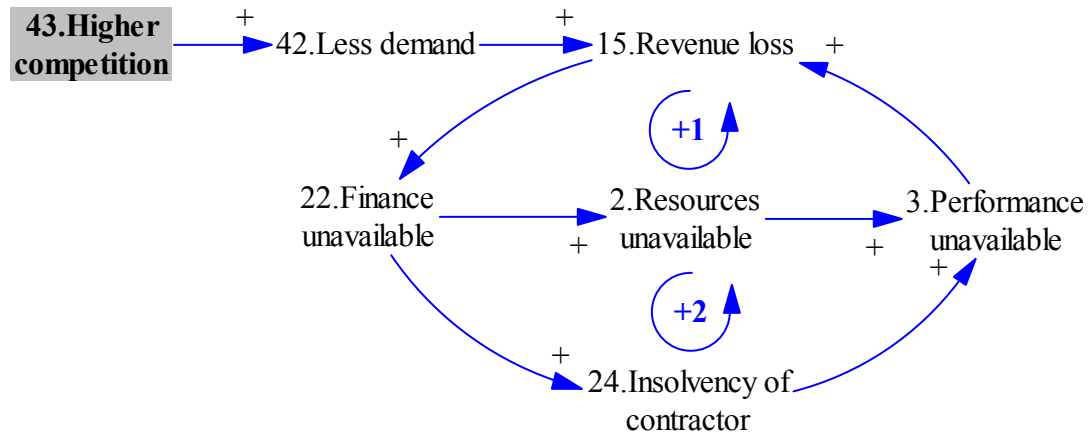 43.Higher
competition
+
42.Less demand
+
15.Revenue loss
+
+
+1
22.Finance
unavailable
+
2.Resources
unavailable
+
3.Performance
unavailable
+
+2
+
24.Insolvency of
contractor